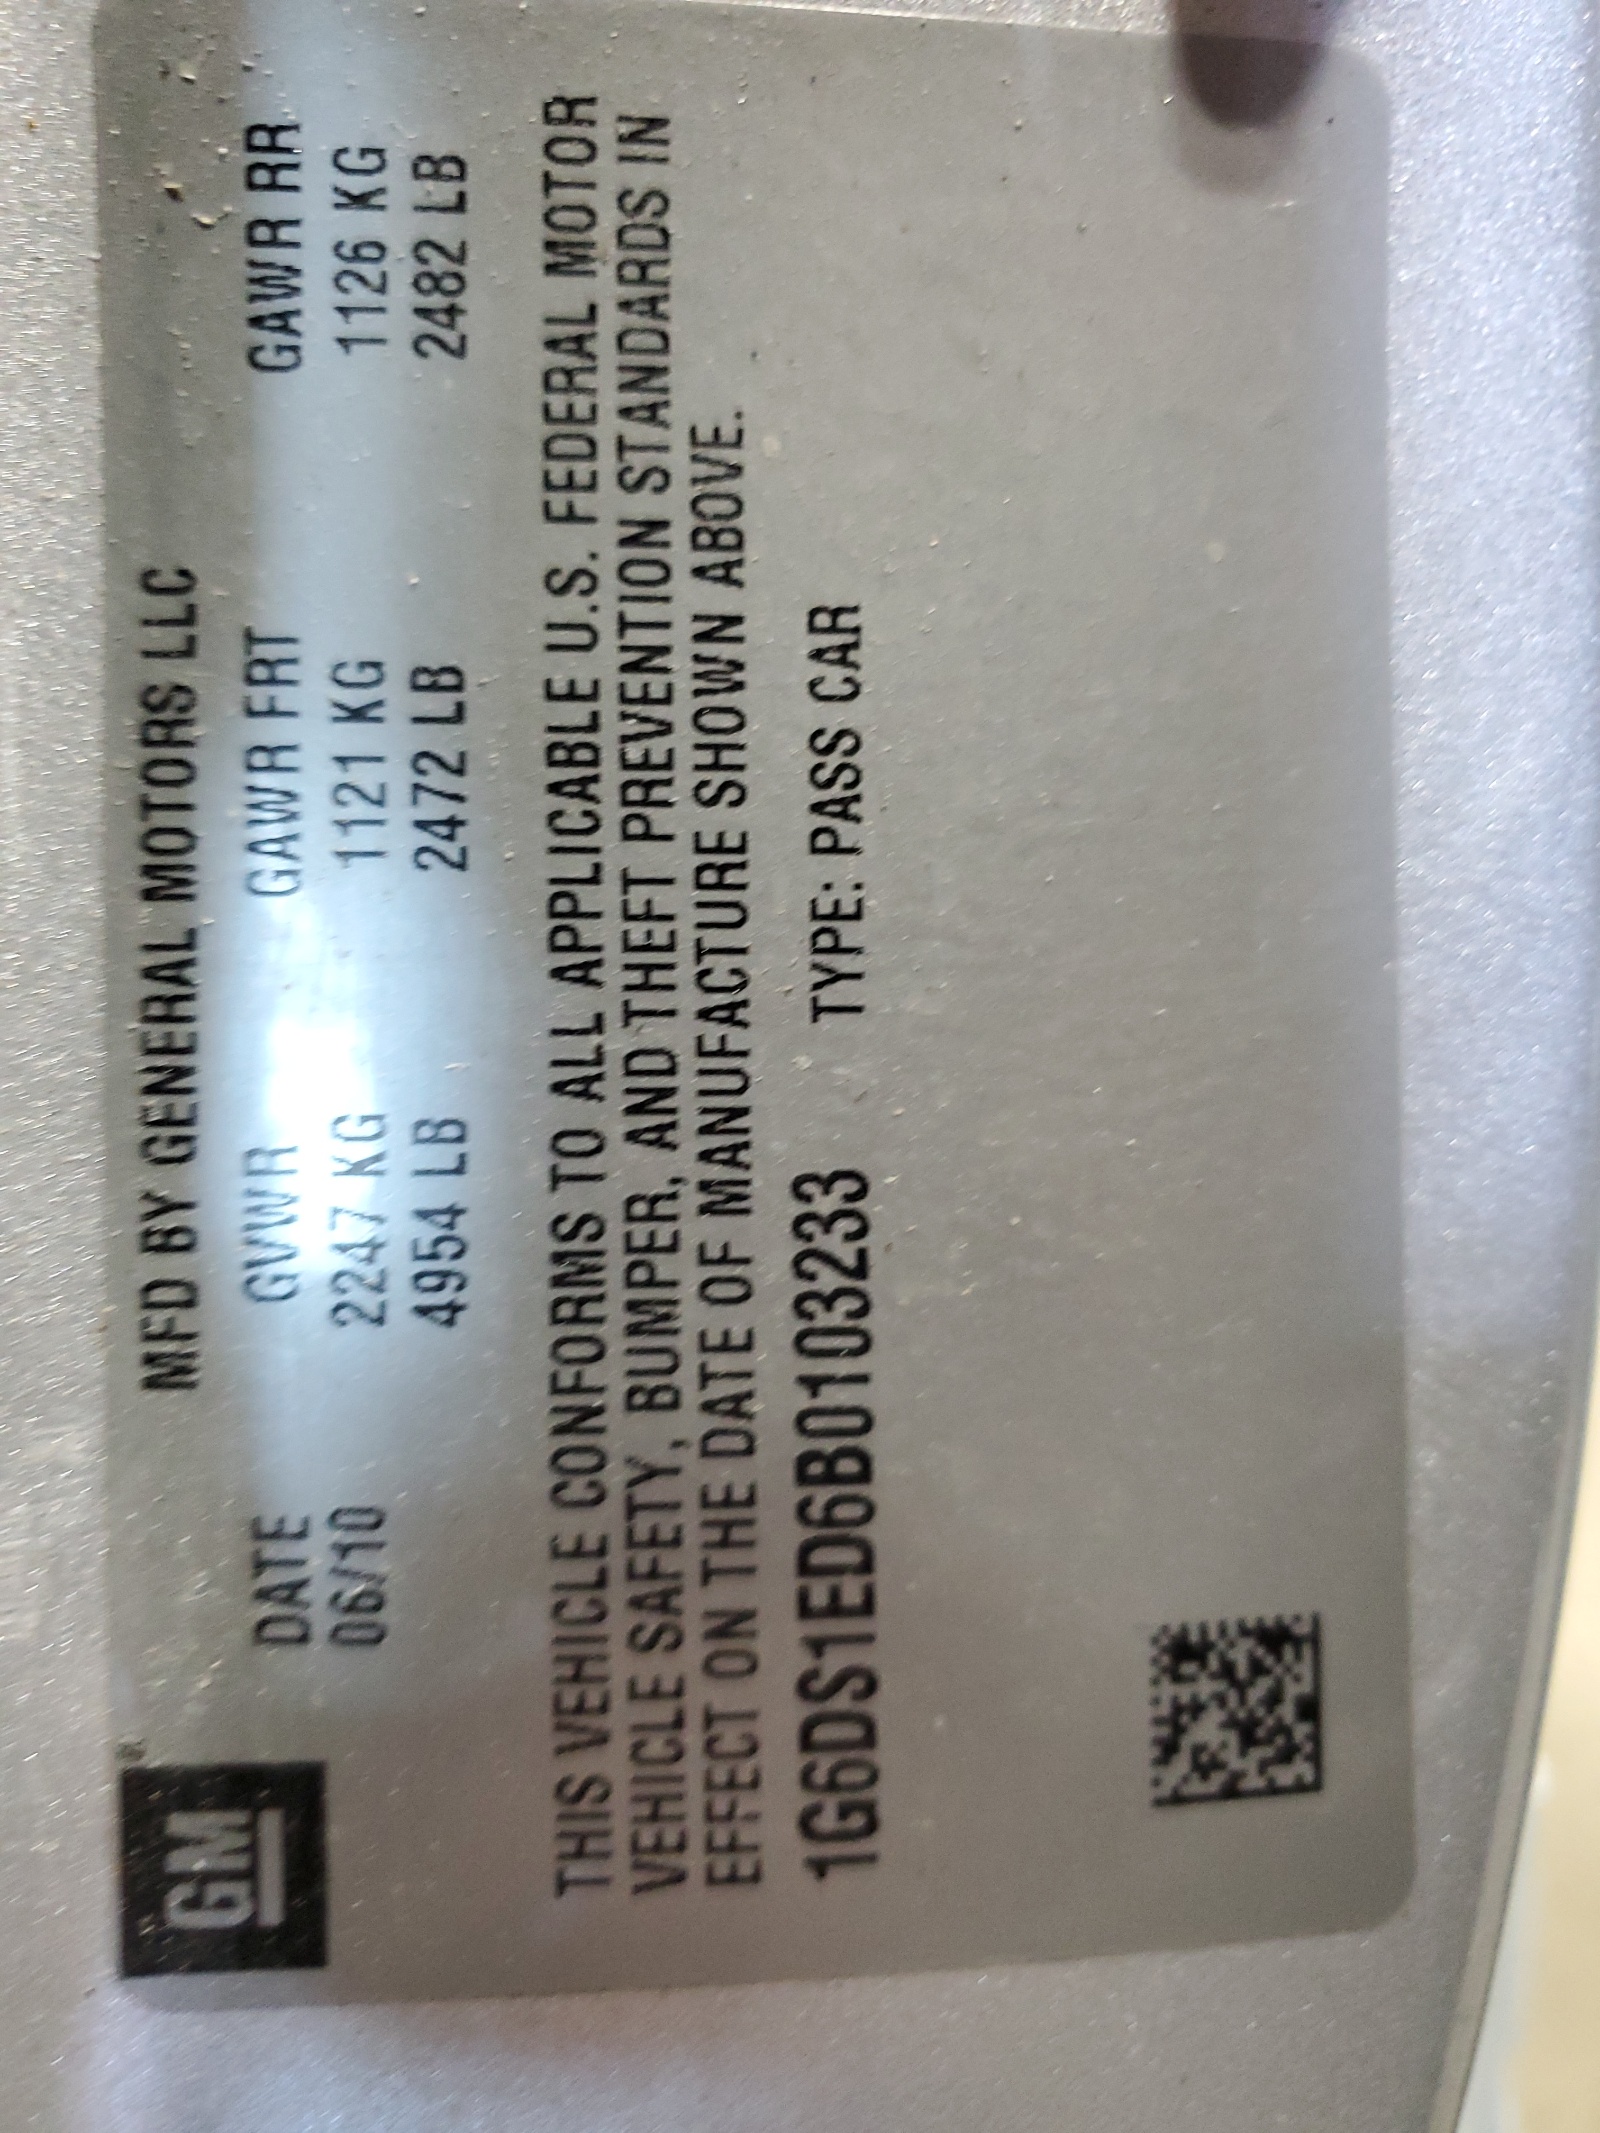 GM
MFD BY GENERAL MOTORS LLC
DATE GVWR GAWR FRT GAWR RR
06/10 2247 KG 1121 KG 1126 KG
4954 LB 2472 LB 2482 LB
THIS VEHICLE CONFORMS TO ALL APPLICABLE U.S. FEDERAL MOTOR
VEHICLE SAFETY, BUMPER, AND THEFT PREVENTION STANDARDS IN
EFFECT ON THE DATE OF MANUFACTURE SHOWN ABOVE.
1G6DS1ED6B0103233 TYPE: PASS CAR